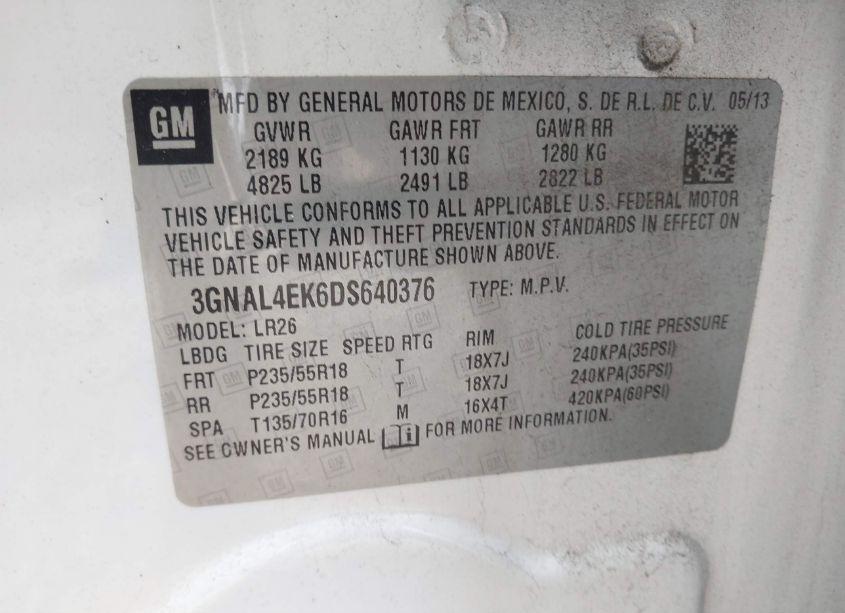 GM
MFD BY GENERAL MOTORS DE MEXICO, S. DE R.L. DE C.V. 05/13
GVWR GAWR FRT GAWR RR
2189 KG 1130 KG 1280 KG
4825 LB 2491 LB 2822 LB
THIS VEHICLE CONFORMS TO ALL APPLICABLE U.S. FEDERAL MOTOR
VEHICLE SAFETY AND THEFT PREVENTION STANDARDS IN EFFECT ON
THE DATE OF MANUFACTURE SHOWN ABOVE.
3GNAL4EK6DS640376 TYPE: M.P.V.
MODEL: LR26
LBDG TIRE SIZE SPEED RTG RIM COLD TIRE PRESSURE
FRT P235/55R18 T 18X7J 240KPA(35PSI)
RR P235/55R18 T 18X7J 240KPA(35PSI)
SPA T135/70R16 M 16X4T 420KPA(60PSI)
SEE OWNER'S MANUAL FOR MORE INFORMATION.